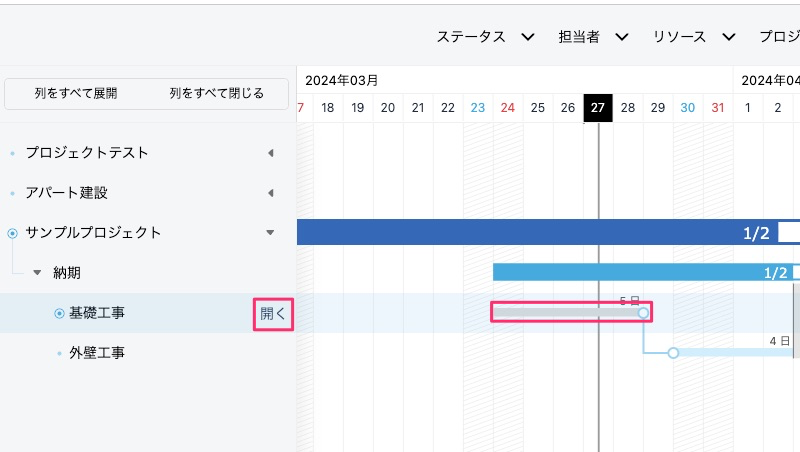 ステータス 担当者 リソース プロジ
列をすべて展開 列をすべて閉じる
2024年03月 2024年04
7 18 19 20 21 22 23 24 25 26 27 28 29 30 31 1 2
プロジェクトテスト
アパート建設
サンプルプロジェクト 1/2
納期 1/2
5 日
基礎工事 開く
外壁工事 4 日